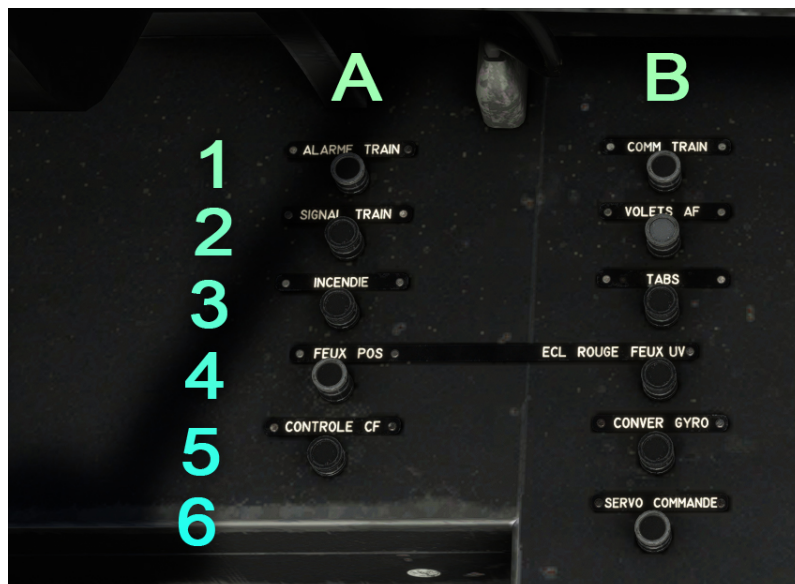 A B
1 ALARME TRAIN COMM TRAIN
2 SIGNAL TRAIN VOLETS AF
3 INCENDIE TABS
4 FEUX POS ECL ROUGE FEUX UV
5 CONTROLE CF CONVER GYRO
6 SERVO COMMANDE